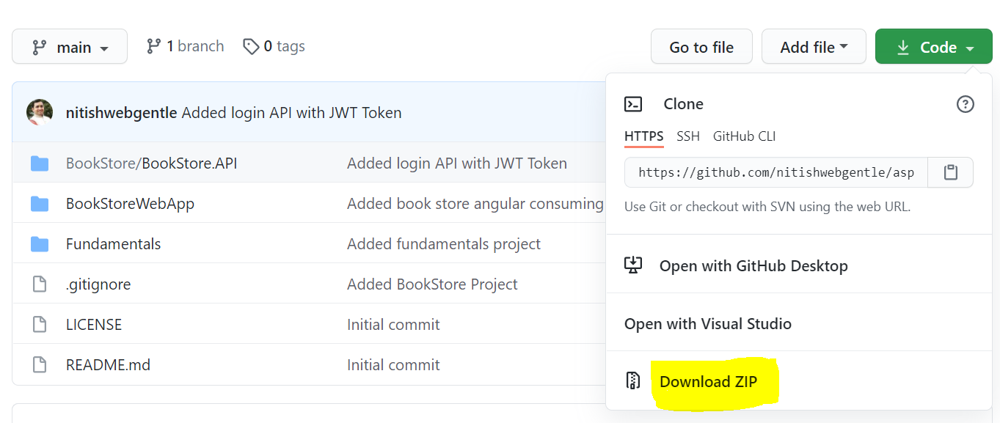 main 1 branch 0 tags Go to file Add file Code
nitishwebgentle Added login API with JWT Token
BookStore/BookStore.API Added login API with JWT Token
BookStoreWebApp Added book store angular consuming
Fundamentals Added fundamentals project
.gitignore Added BookStore Project
LICENSE Initial commit
README.md Initial commit
Clone
HTTPS SSH GitHub CLI
https://github.com/nitishwebgentle/asp
Use Git or checkout with SVN using the web URL.
Open with GitHub Desktop
Open with Visual Studio
Download ZIP